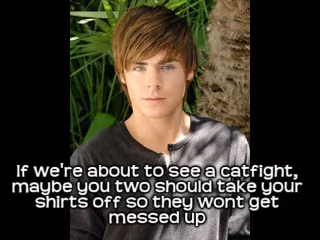 If we're about to see a catfight,
maybe you two should take your
shirts off so they wont get
messed up